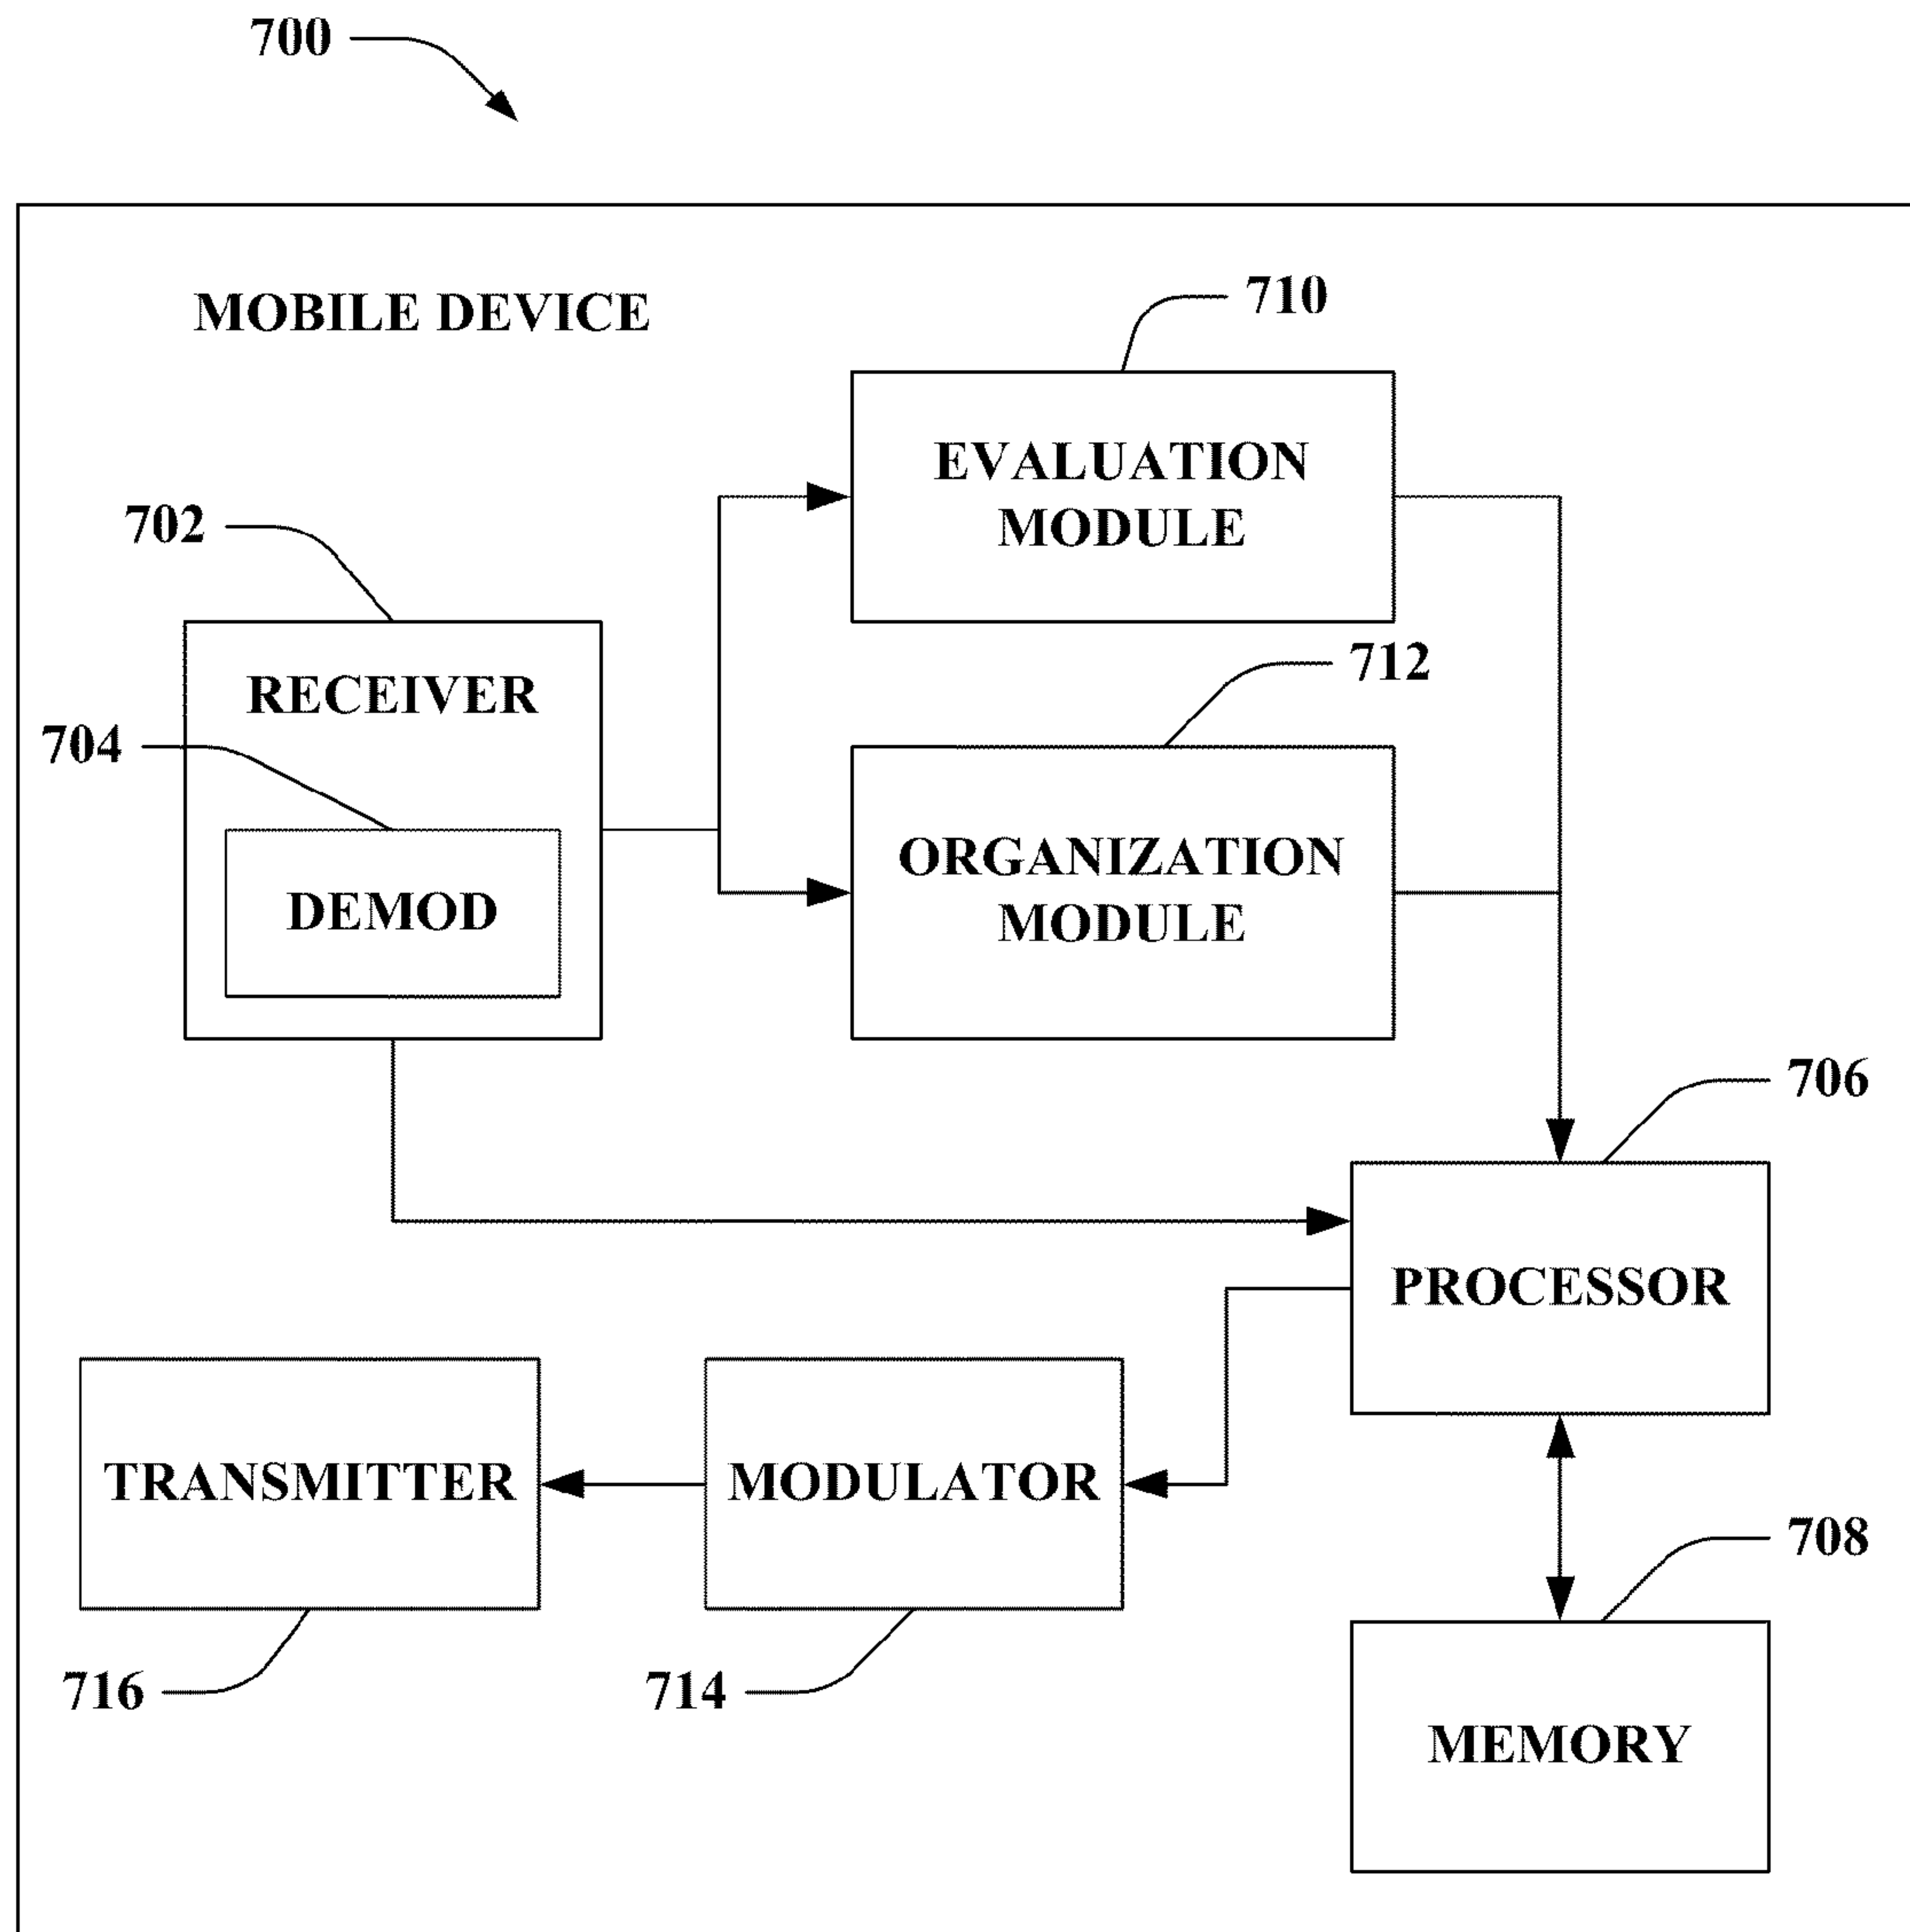 700
MOBILE DEVICE
710
EVALUATION
MODULE
702
712
RECEIVER
704
ORGANIZATION
MODULE
DEMOD
706
PROCESSOR
TRANSMITTER
MODULATOR
708
716
714
MEMORY